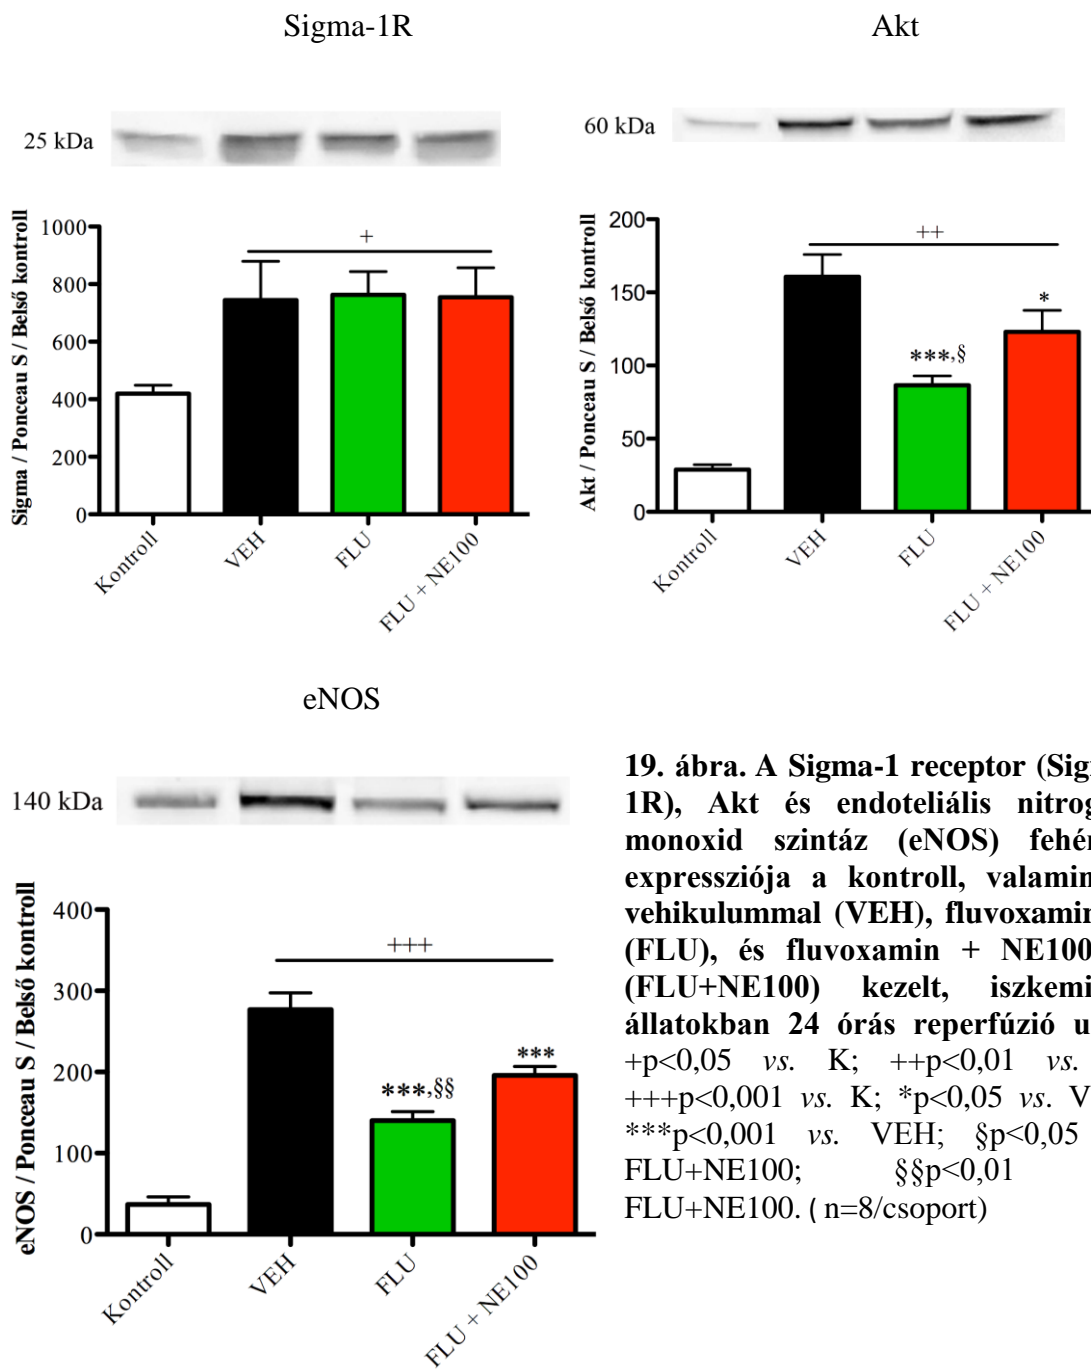 Sigma-1R
25 kDa
Sigma / Ponceau S / Belső kontroll
1000
800
600
400
200
0
+
Kontroll
VEH
FLU
FLU + NE100
Akt
60 kDa
Akt / Ponceau S / Belső kontroll
200
150
100
50
0
++
***,§
*
Kontroll
VEH
FLU
FLU + NE100
eNOS
140 kDa
eNOS / Ponceau S / Belső kontroll
400
300
200
100
0
+++
***,§§
***
Kontroll
VEH
FLU
FLU + NE100
19. ábra. A Sigma-1 receptor (Sig
1R), Akt és endoteliális nitrog
monoxid szintáz (eNOS) fehér
expressziója a kontroll, valamin
vehikulummal (VEH), fluvoxamin
(FLU), és fluvoxamin + NE100
(FLU+NE100) kezelt, iszkemi
állatokban 24 órás reperfúzió u
+p<0,05 vs. K; ++p<0,01 vs.
+++p<0,001 vs. K; *p<0,05 vs. V
***p<0,001 vs. VEH; §p<0,05
FLU+NE100; §§p<0,01
FLU+NE100. ( n=8/csoport)